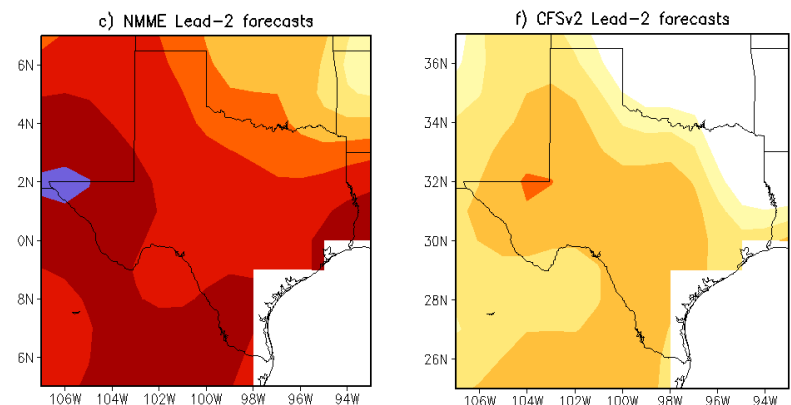 c) NMME Lead-2 forecasts
f) CFSv2 Lead-2 forecasts
6N
4N
2N
0N
8N
6N
36N
34N
32N
30N
28N
26N
106W 104W 102W 100W 98W 96W 94W
106W 104W 102W 100W 98W 96W 94W